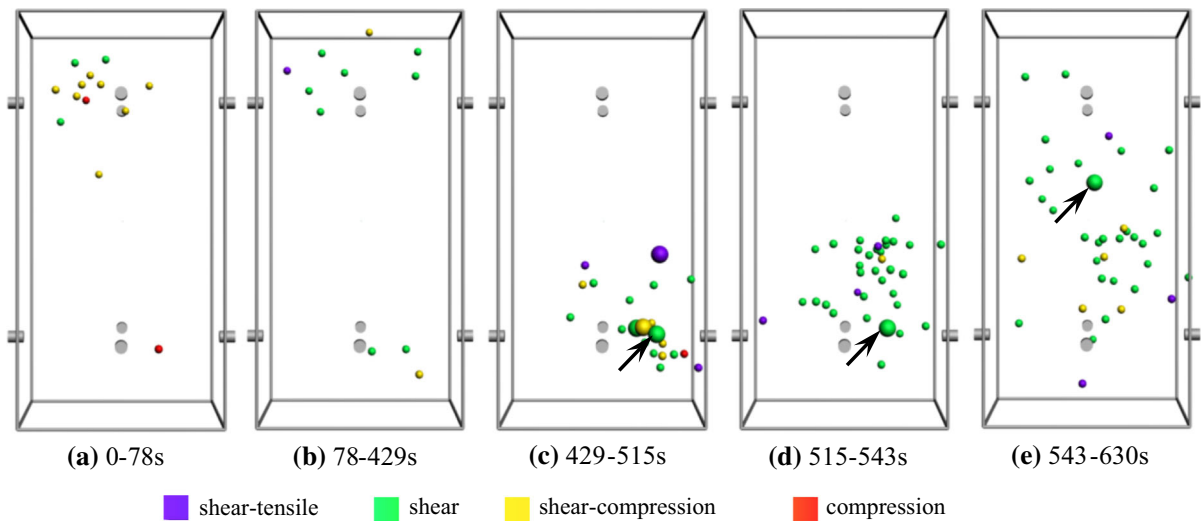 (a) 0-78s (b) 78-429s (c) 429-515s (d) 515-543s (e) 543-630s
shear-tensile shear shear-compression compression